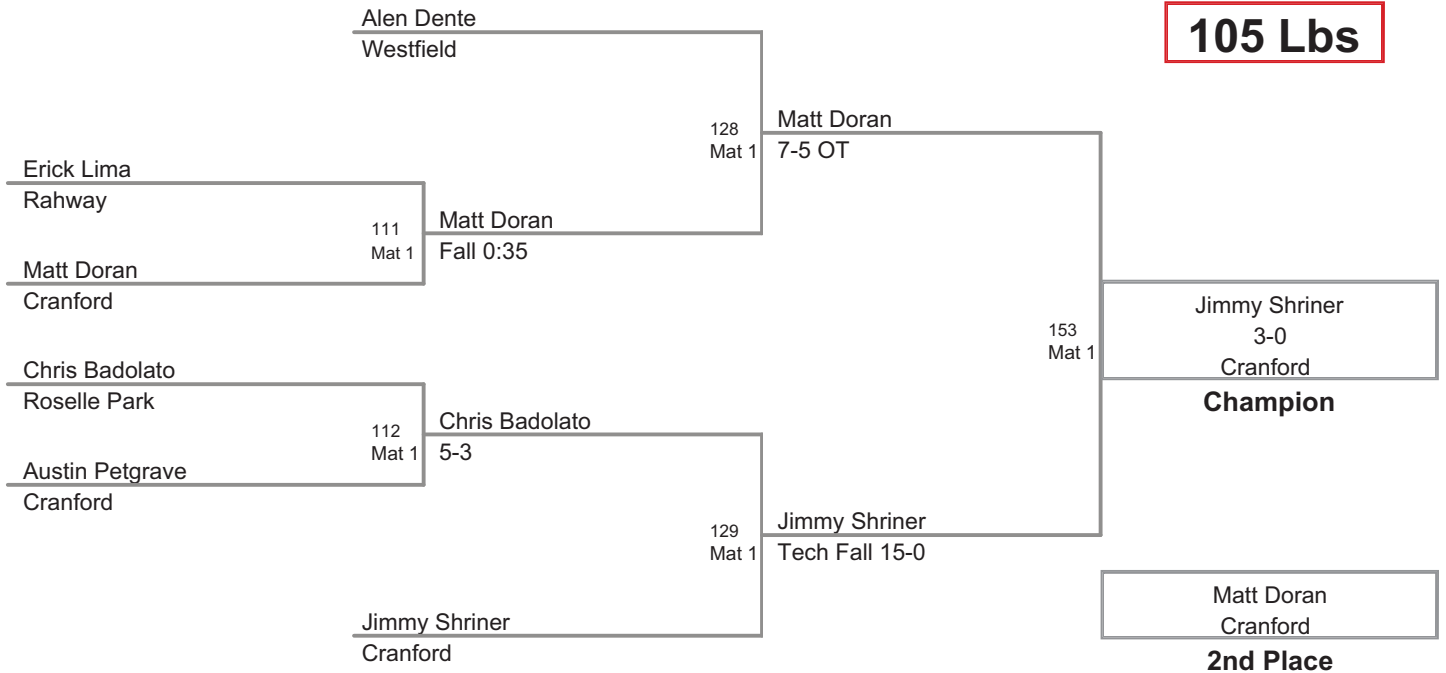 Alen Dente
Westfield
105 Lbs
128
Mat 1
Matt Doran
7-5 OT
Erick Lima
Rahway
111
Mat 1
Matt Doran
Fall 0:35
Matt Doran
Cranford
153
Mat 1
Jimmy Shriner
3-0
Cranford
Champion
Chris Badolato
Roselle Park
112
Mat 1
Chris Badolato
5-3
Austin Petgrave
Cranford
129
Mat 1
Jimmy Shriner
Tech Fall 15-0
Jimmy Shriner
Cranford
Matt Doran
Cranford
2nd Place